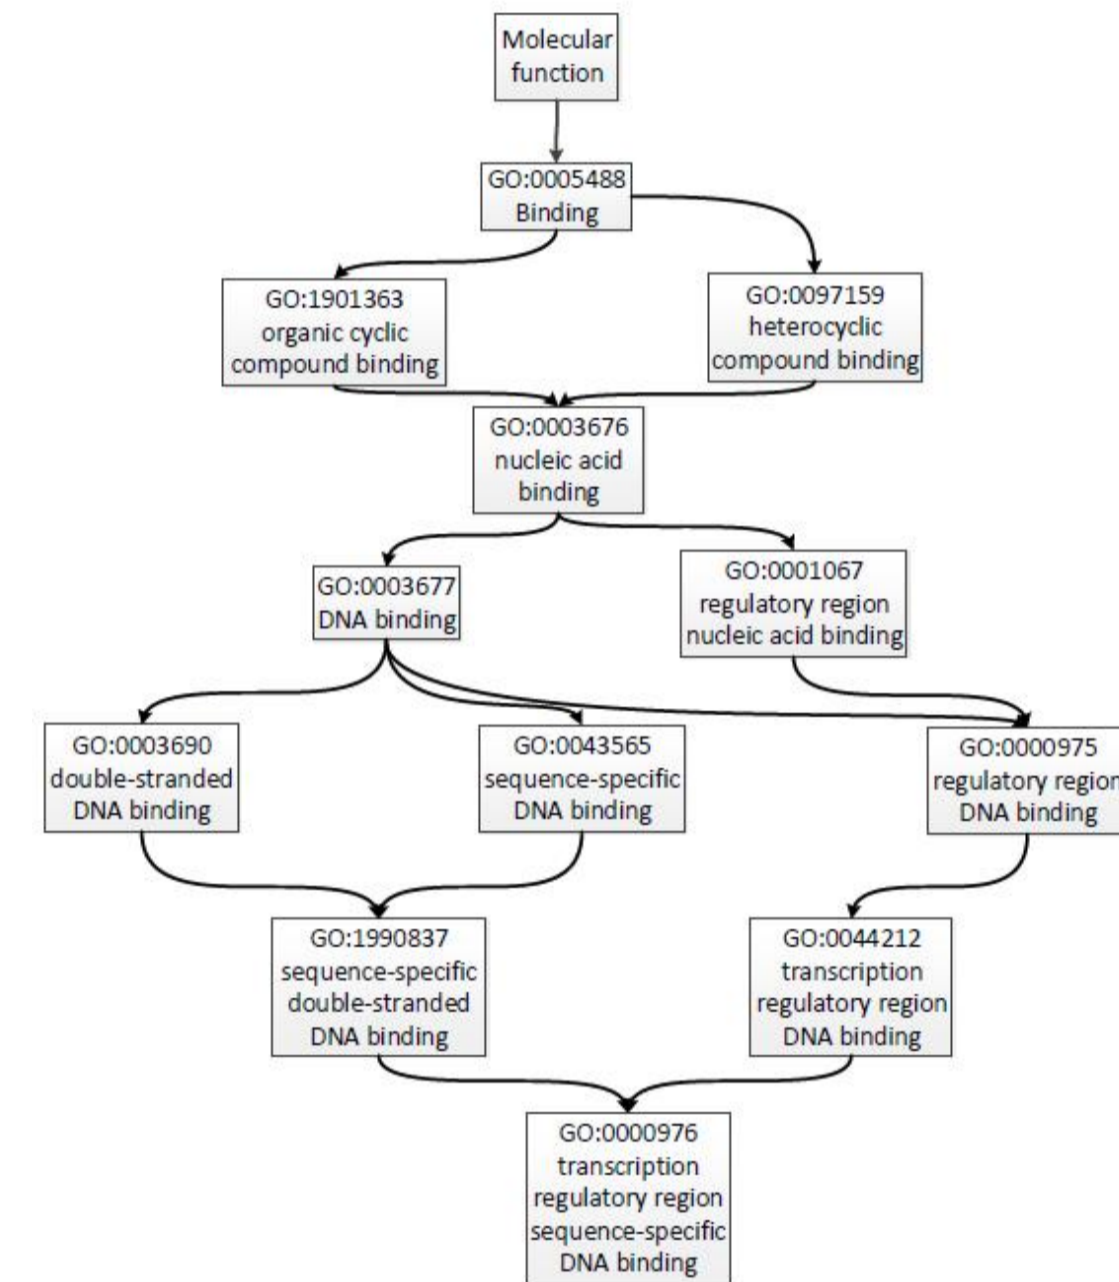 Molecular
function
GO:0005488
Binding
GO:1901363
organic cyclic
compound binding
GO:0097159
heterocyclic
compound binding
GO:0003676
nucleic acid
binding
GO:0003677
DNA binding
GO:0001067
regulatory region
nucleic acid binding
GO:0003690
double-stranded
DNA binding
GO:0043565
sequence-specific
DNA binding
GO:0000975
regulatory region
DNA binding
GO:1990837
sequence-specific
double-stranded
DNA binding
GO:0044212
transcription
regulatory region
DNA binding
GO:0000976
transcription
regulatory region
sequence-specific
DNA binding